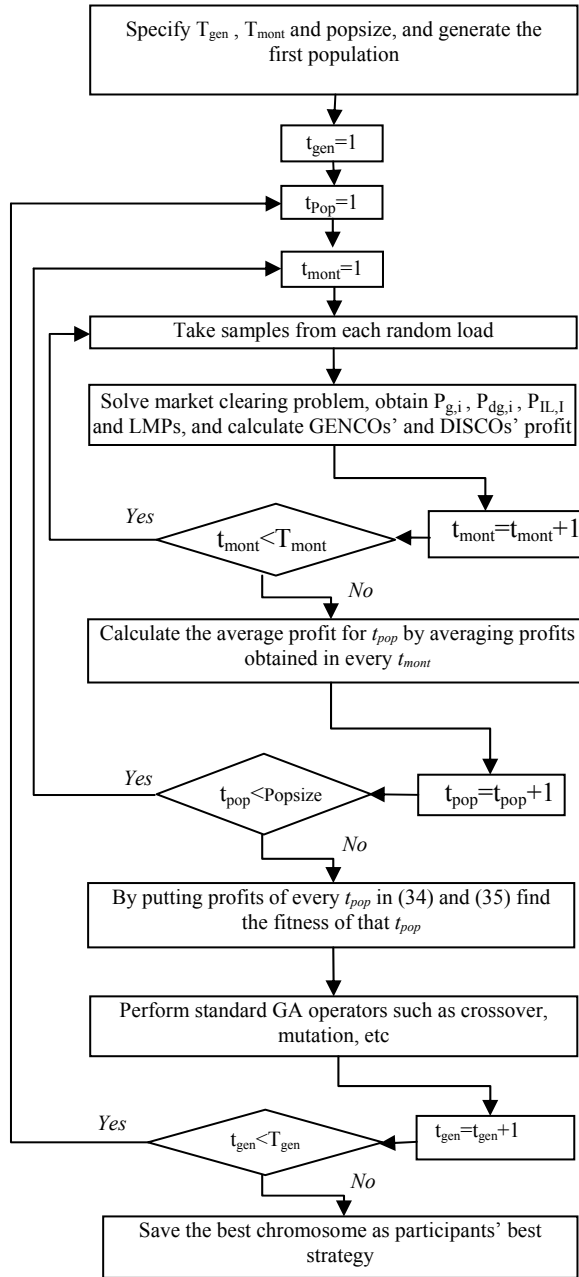 Specify T_gen , T_mont and popsize, and generate the
first population
t_gen=1
t_Pop=1
t_mont=1
Take samples from each random load
Solve market clearing problem, obtain P_g,i , P_dg,i , P_IL,I
and LMPs, and calculate GENCOs’ and DISCOs’ profit
Yes
t_mont<T_mont
t_mont=t_mont+1
No
Calculate the average profit for t_pop by averaging profits
obtained in every t_mont
Yes
t_pop<Popsize
t_pop=t_pop+1
No
By putting profits of every t_pop in (34) and (35) find
the fitness of that t_pop
Perform standard GA operators such as crossover,
mutation, etc
Yes
t_gen<T_gen
t_gen=t_gen+1
No
Save the best chromosome as participants’ best
strategy